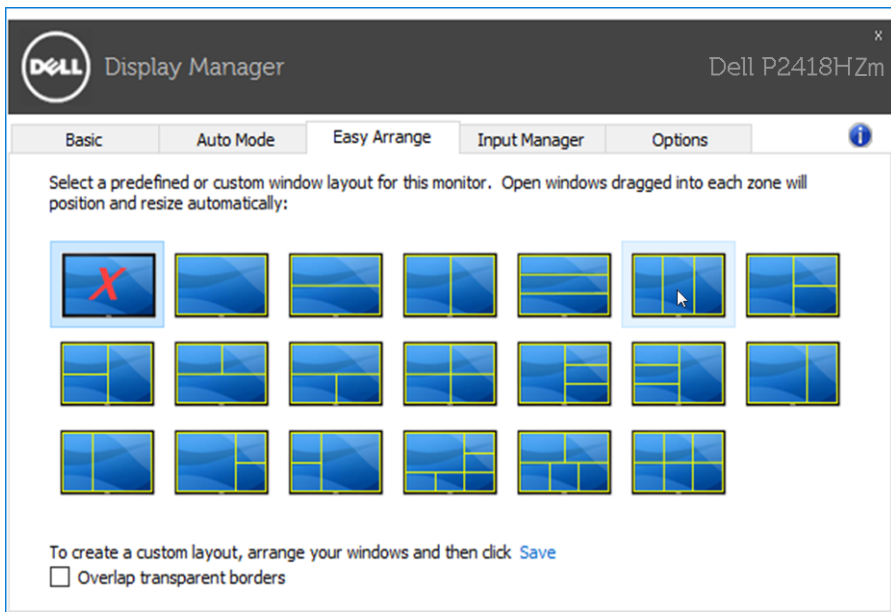 x
DELL Display Manager Dell P2418HZm
Basic Auto Mode Easy Arrange Input Manager Options i
Select a predefined or custom window layout for this monitor. Open windows dragged into each zone will
position and resize automatically:
X
To create a custom layout, arrange your windows and then click Save
Overlap transparent borders